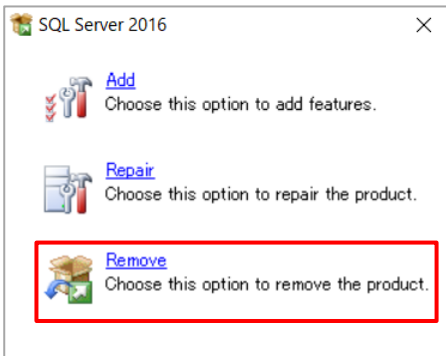 SQL Server 2016
Add
Choose this option to add features.
Repair
Choose this option to repair the product.
Remove
Choose this option to remove the product.